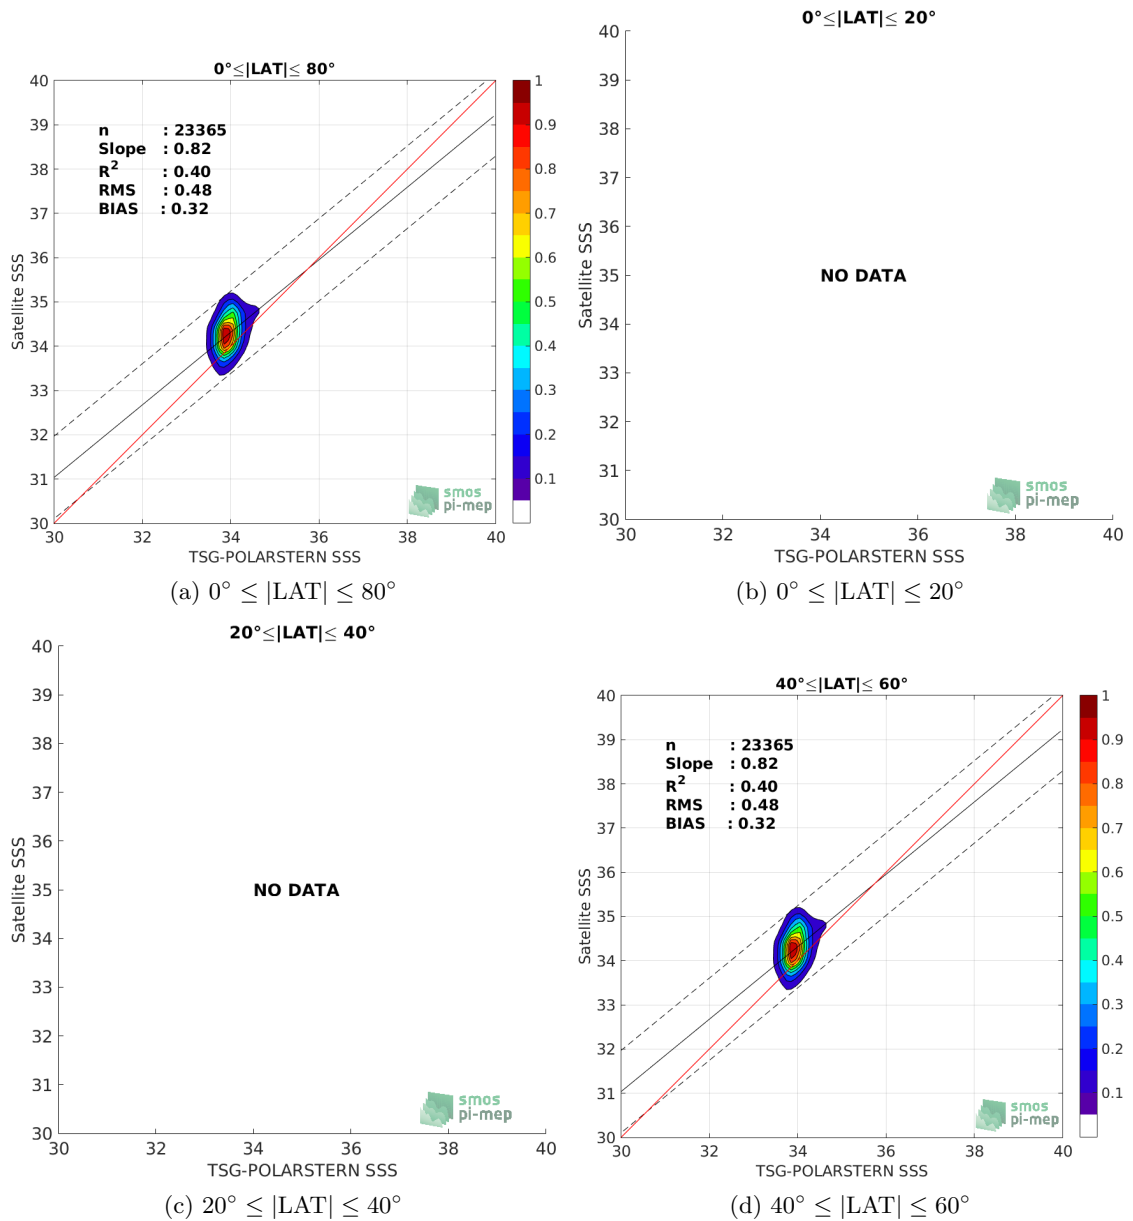 0°≤|LAT|≤ 80°
40
39
38
37
36
35
34
33
32
31
30
Satellite SSS
n : 23365
Slope : 0.82
R2 : 0.40
RMS : 0.48
BIAS : 0.32
1
0.9
0.8
0.7
0.6
0.5
0.4
0.3
0.2
0.1
smos
pi-mep
30 32 34 36 38 40
TSG-POLARSTERN SSS
(a) 0° ≤ |LAT| ≤ 80°
0°≤|LAT|≤ 20°
40
39
38
37
36
35
34
33
32
31
30
Satellite SSS
NO DATA
smos
pi-mep
30 32 34 36 38 40
TSG-POLARSTERN SSS
(b) 0° ≤ |LAT| ≤ 20°
20°≤|LAT|≤ 40°
40
39
38
37
36
35
34
33
32
31
30
Satellite SSS
NO DATA
smos
pi-mep
30 32 34 36 38 40
TSG-POLARSTERN SSS
(c) 20° ≤ |LAT| ≤ 40°
40°≤|LAT|≤ 60°
40
39
38
37
36
35
34
33
32
31
30
Satellite SSS
n : 23365
Slope : 0.82
R2 : 0.40
RMS : 0.48
BIAS : 0.32
1
0.9
0.8
0.7
0.6
0.5
0.4
0.3
0.2
0.1
smos
pi-mep
30 32 34 36 38 40
TSG-POLARSTERN SSS
(d) 40° ≤ |LAT| ≤ 60°